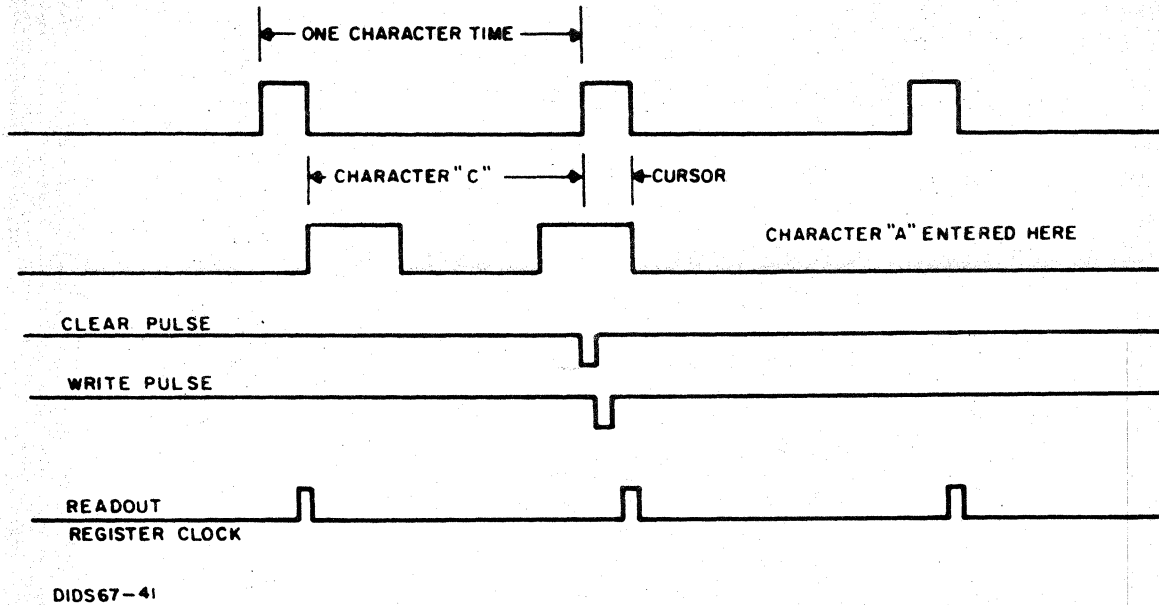 ONE CHARACTER TIME
CHARACTER "C"
CURSOR
CHARACTER "A" ENTERED HERE
CLEAR PULSE
WRITE PULSE
READOUT
REGISTER CLOCK
DIDS67-41